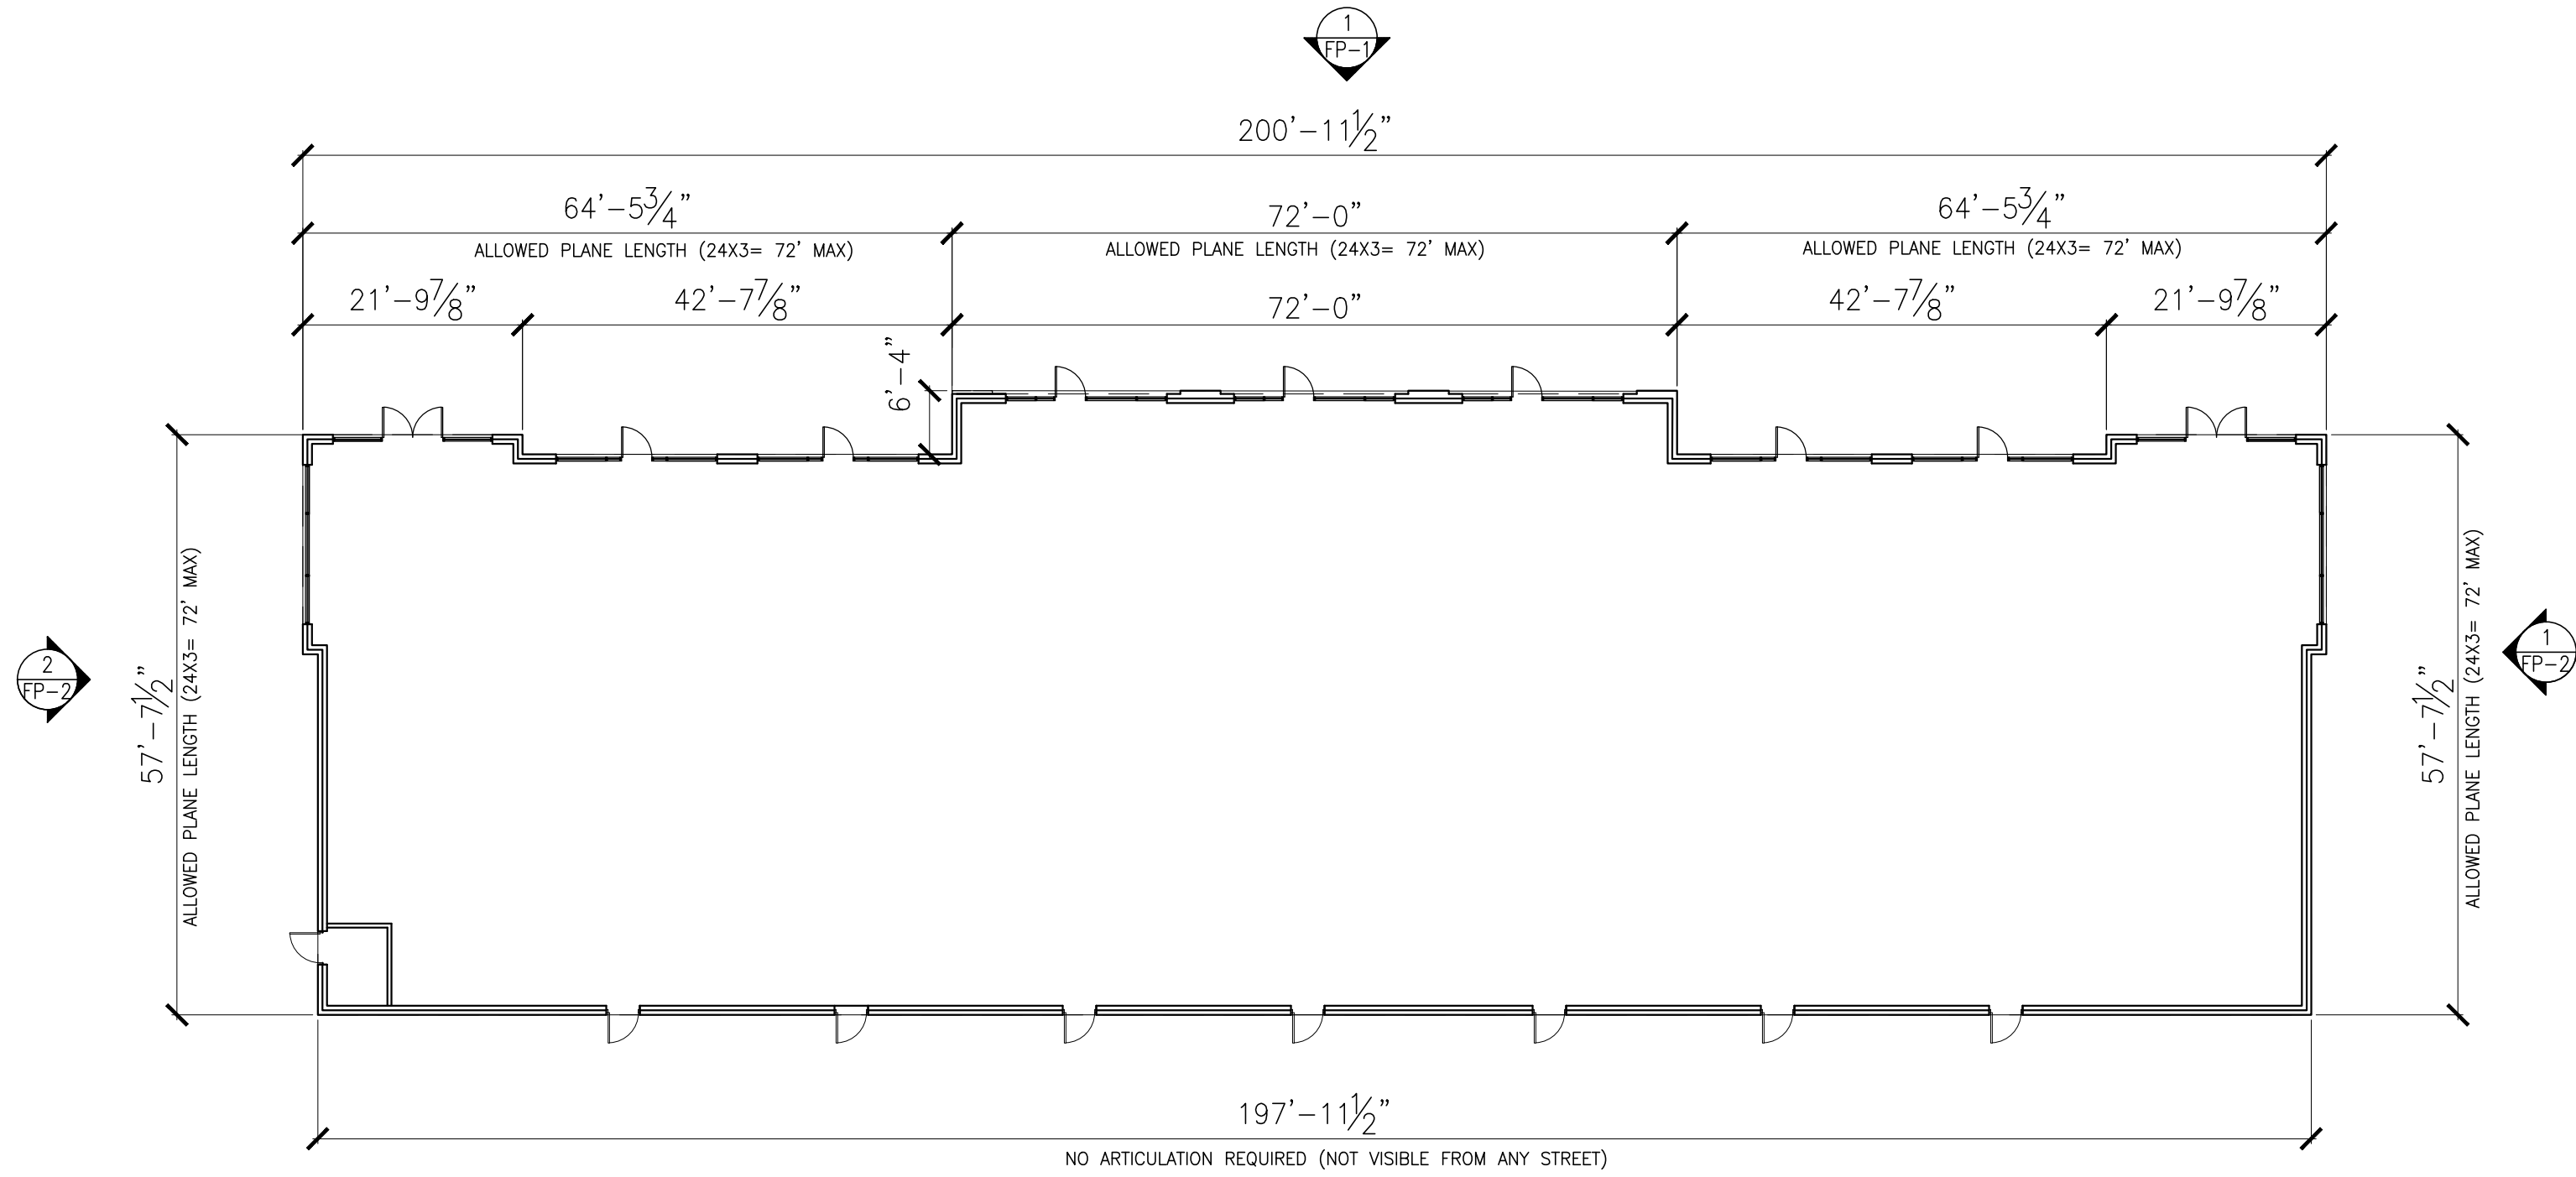 1
FP-1
200'-11½"
64'-5¾"
72'-0"
64'-5¾"
ALLOWED PLANE LENGTH (24X3= 72' MAX)
ALLOWED PLANE LENGTH (24X3= 72' MAX)
ALLOWED PLANE LENGTH (24X3= 72' MAX)
21'-9⅞"
42'-7⅞"
72'-0"
42'-7⅞"
21'-9⅞"
6'-4"
2
FP-2
57'-7½"
ALLOWED PLANE LENGTH (24X3= 72' MAX)
57'-7½"
ALLOWED PLANE LENGTH (24X3= 72' MAX)
1
FP-2
197'-11½"
NO ARTICULATION REQUIRED (NOT VISIBLE FROM ANY STREET)